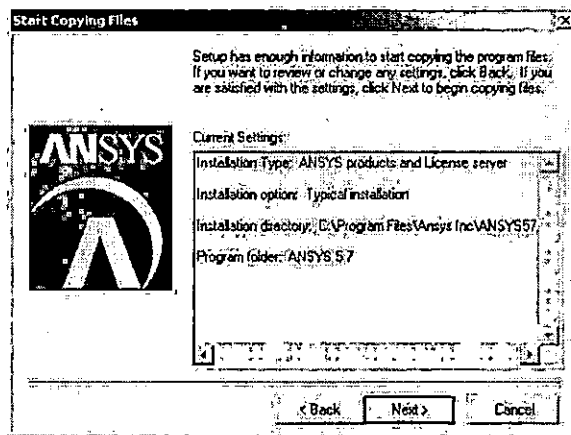 Start Copying Files
Setup has enough information to start copying the program files.
If you want to review or change any settings, click Back. If you
are satisfied with the settings, click Next to begin copying files.
ANSYS
Current Settings:
Installation Type: ANSYS products and License server
Installation option: Typical installation
Installation directory: C:\Program Files\Ansys Inc\ANSYS57
Program folder: ANSYS 5.7
< Back
Next >
Cancel